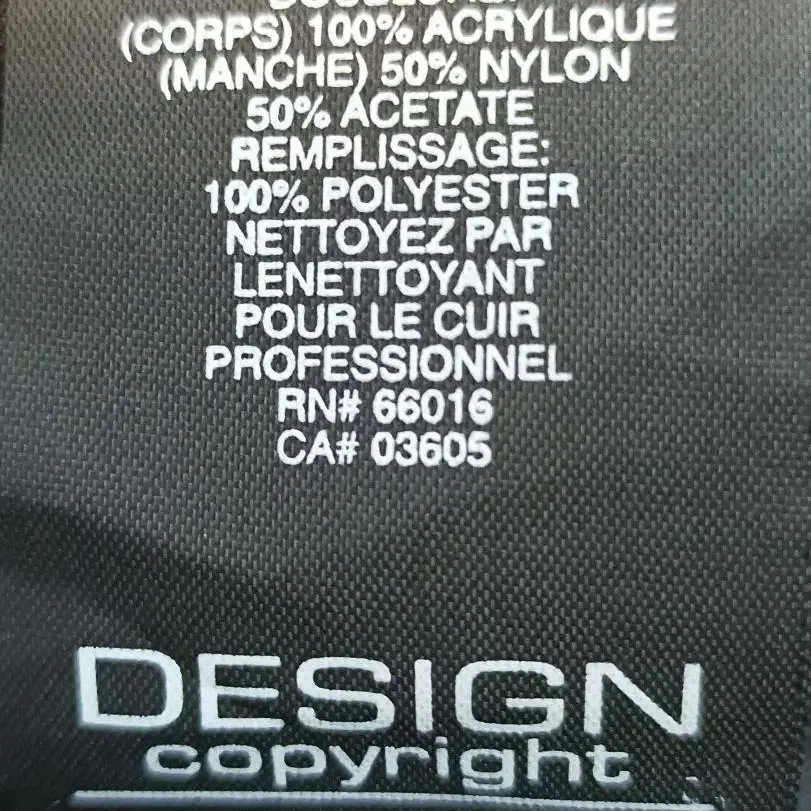 (CORPS) 100% ACRYLIQUE
(MANCHE) 50% NYLON
50% ACETATE
REMPLISSAGE:
100% POLYESTER
NETTOYEZ PAR
LENETTOYANT
POUR LE CUIR
PROFESSIONNEL
RN# 66016
CA# 03605
DESIGN
copyright